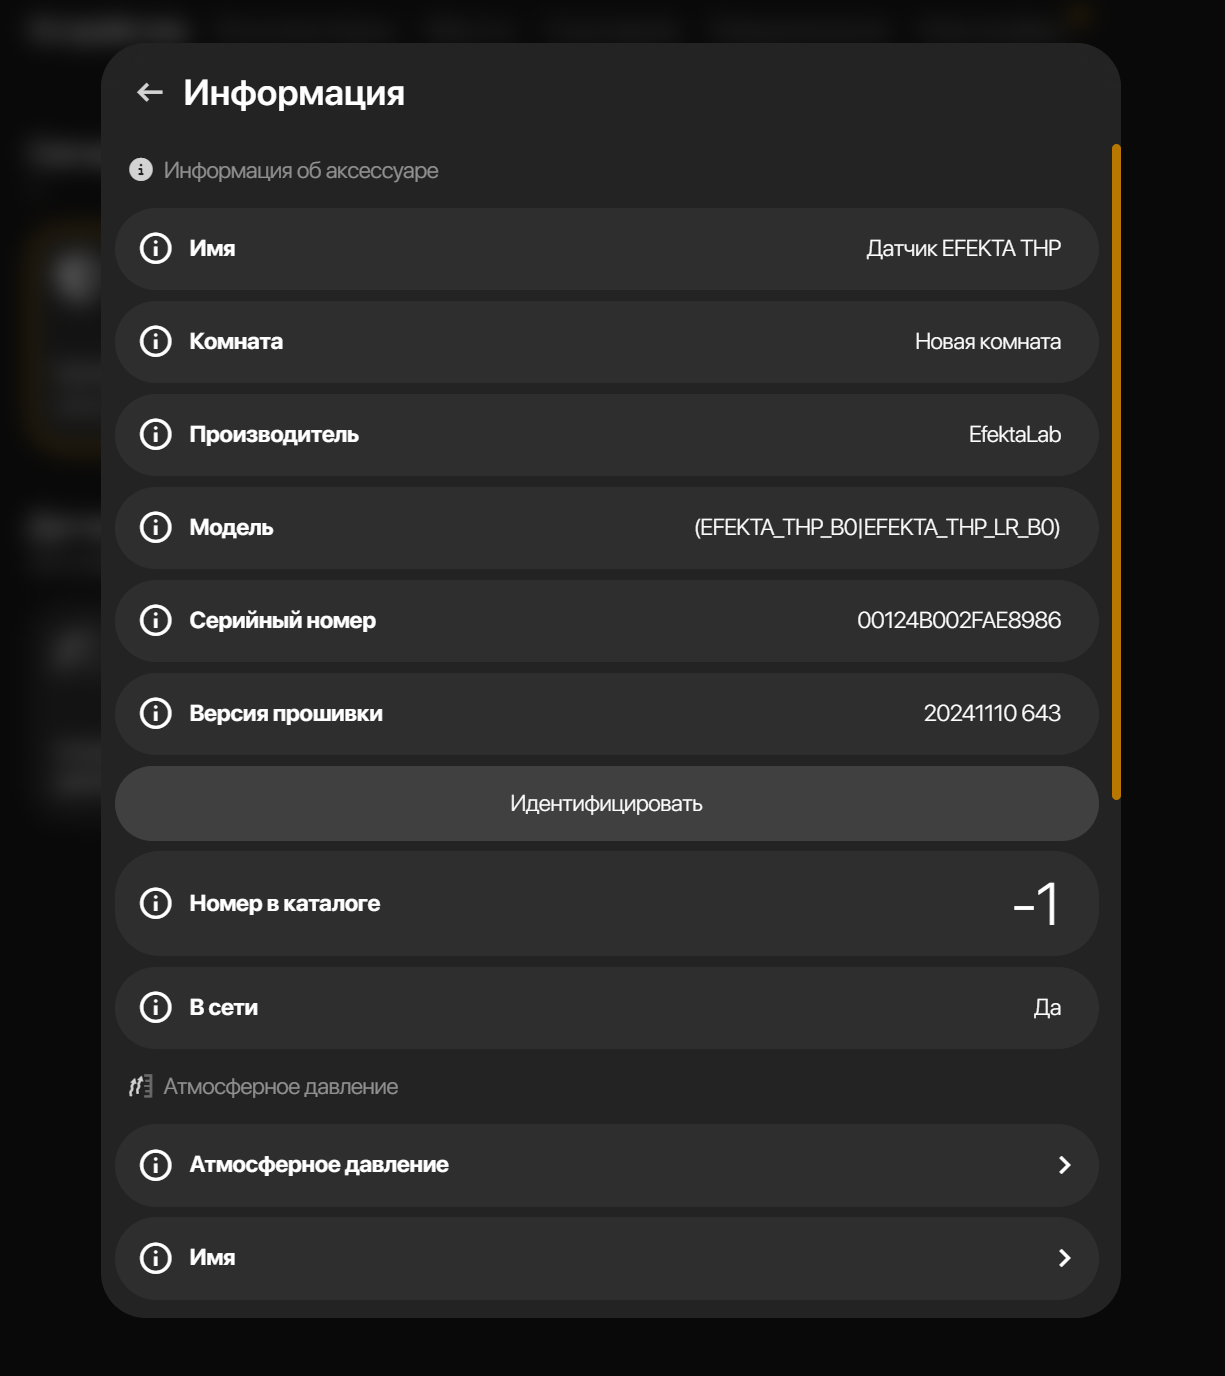 Информация
Информация об аксессуаре
Имя
Датчик EFEKTA THP
Комната
Новая комната
Производитель
EfektaLab
Модель
(EFEKTA_THP_B0|EFEKTA_THP_LR_B0)
Серийный номер
00124B002FAE8986
Версия прошивки
20241110 643
Идентифицировать
Номер в каталоге
-1
В сети
Да
Атмосферное давление
Атмосферное давление
Имя